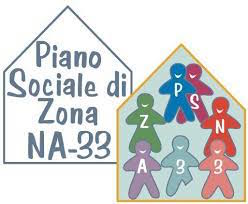 Piano
Sociale di
Zona
NA-33
P S
Z N
A 3 3